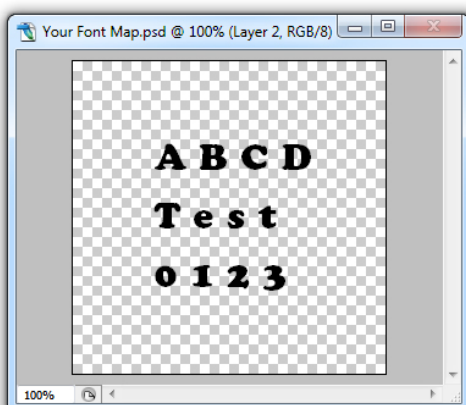 Your Font Map.psd @ 100% (Layer 2, RGB/8)
A B C D
T e s t
0 1 2 3
100%